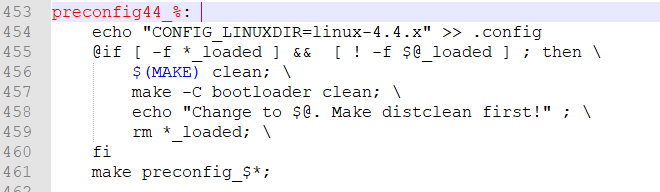 453 preconfig44_%:
454 echo "CONFIG_LINUXDIR=linux-4.4.x" >> .config
455 @if [ -f *_loaded ] &&  [ ! -f $@_loaded ] ; then \
456 $(MAKE) clean; \
457 make -C bootloader clean; \
458 echo "Change to $@. Make distclean first!" ; \
459 rm *_loaded; \
460 fi
461 make preconfig_$*;